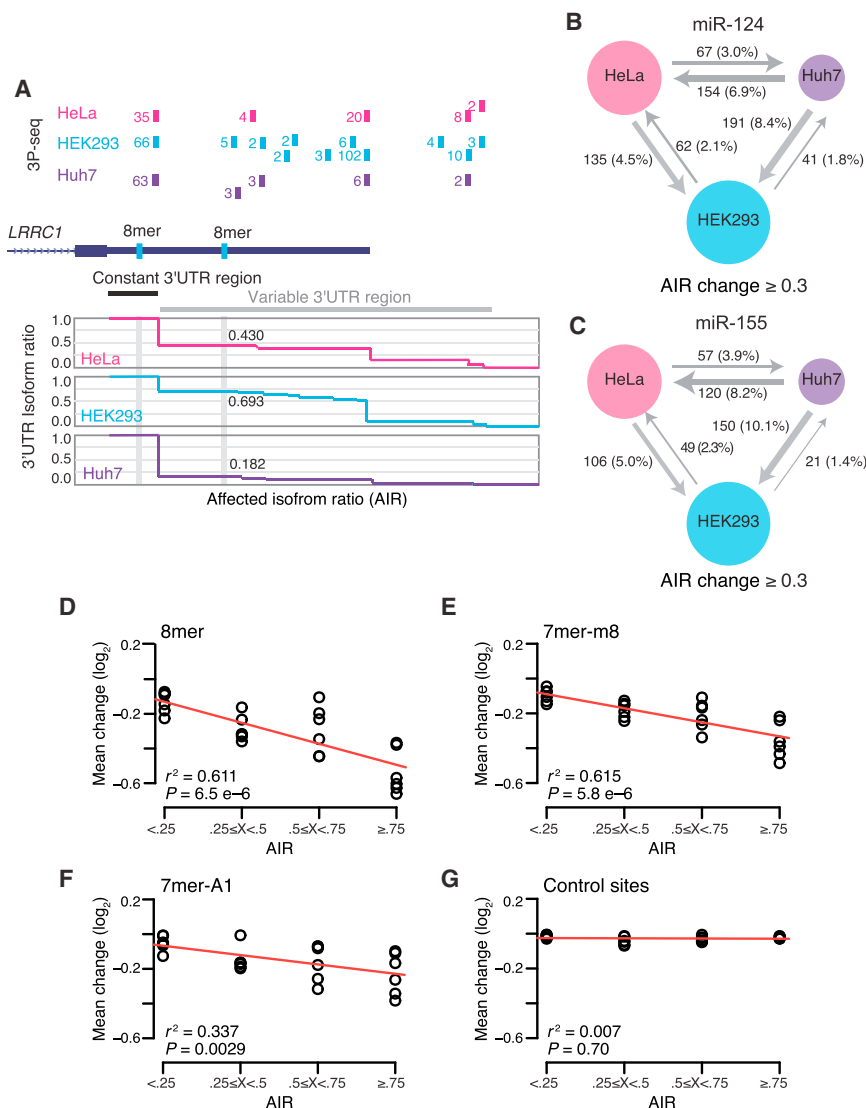 A
3P-seq
HeLa
35 4 20 8 2
HEK293
66 5 2 2 2 3 6 102 4 10 3
Huh7
63 3 3 6 2
LRRC1
8mer 8mer
Constant 3'UTR region
Variable 3'UTR region
3'UTR Isoform ratio
1.0
0.5
0.0
HeLa
0.430
1.0
0.5
0.0
HEK293
0.693
1.0
0.5
0.0
Huh7
0.182
Affected isofrom ratio (AIR)
B
miR-124
HeLa
Huh7
HEK293
67 (3.0%)
154 (6.9%)
191 (8.4%)
135 (4.5%)
62 (2.1%)
41 (1.8%)
AIR change ≥ 0.3
C
miR-155
HeLa
Huh7
HEK293
57 (3.9%)
120 (8.2%)
150 (10.1%)
106 (5.0%)
49 (2.3%)
21 (1.4%)
AIR change ≥ 0.3
D
8mer
Mean change (log2)
0.2
−0.2
−0.6
r² = 0.611
P = 6.5 e−6
<.25 .25≤X<.5 .5≤X<.75 ≥.75
AIR
E
7mer-m8
Mean change (log2)
0.2
−0.2
−0.6
r² = 0.615
P = 5.8 e−6
<.25 .25≤X<.5 .5≤X<.75 ≥.75
AIR
F
7mer-A1
Mean change (log2)
0.2
−0.2
−0.6
r² = 0.337
P = 0.0029
<.25 .25≤X<.5 .5≤X<.75 ≥.75
AIR
G
Control sites
Mean change (log2)
0.2
−0.2
−0.6
r² = 0.007
P = 0.70
<.25 .25≤X<.5 .5≤X<.75 ≥.75
AIR